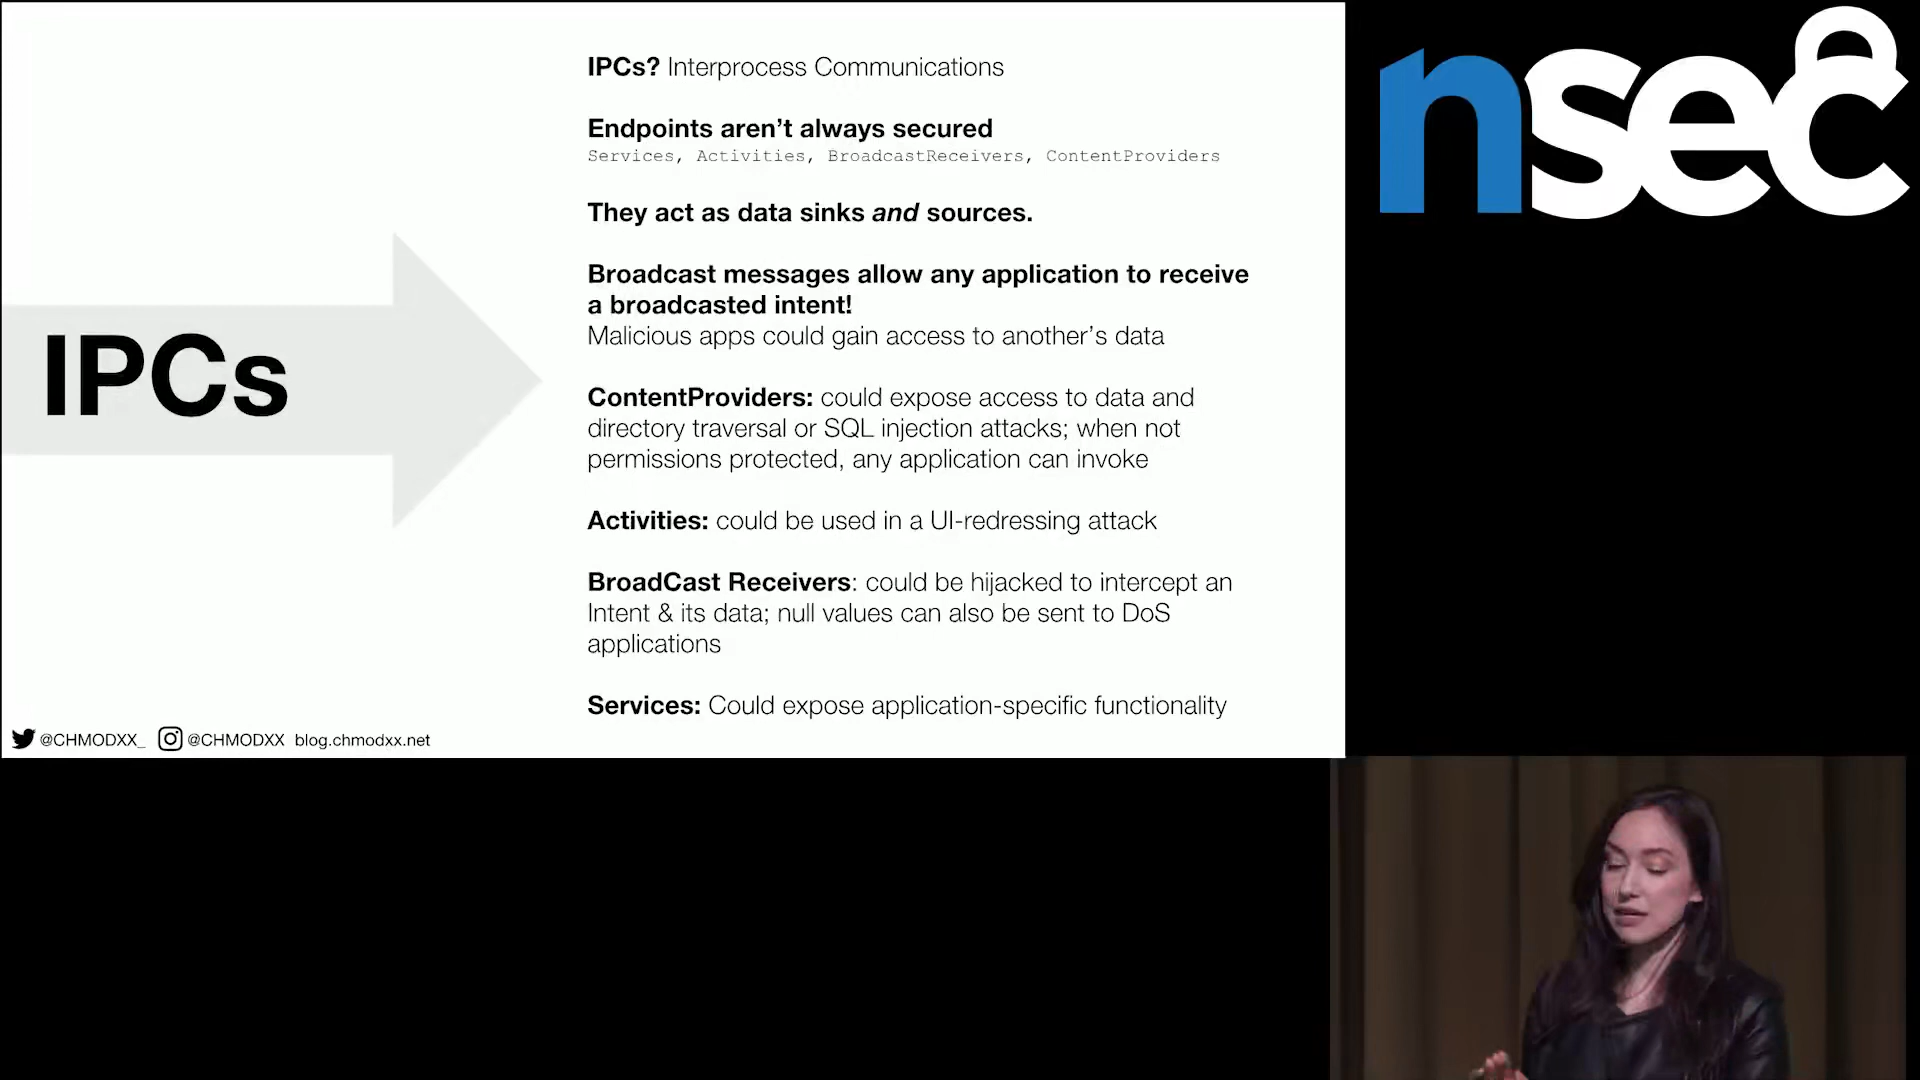 IPCs? Interprocess Communications
Endpoints aren't always secured
Services, Activities, BroadcastReceivers, ContentProviders
They act as data sinks and sources.
Broadcast messages allow any application to receive
a broadcasted intent!
Malicious apps could gain access to another's data
ContentProviders: could expose access to data and
directory traversal or SQL injection attacks; when not
permissions protected, any application can invoke
Activities: could be used in a UI-redressing attack
BroadCast Receivers: could be hijacked to intercept an
Intent & its data; null values can also be sent to DoS
applications
Services: Could expose application-specific functionality
IPCs
@CHMODXX_ @CHMODXX blog.chmodxx.net
nsec